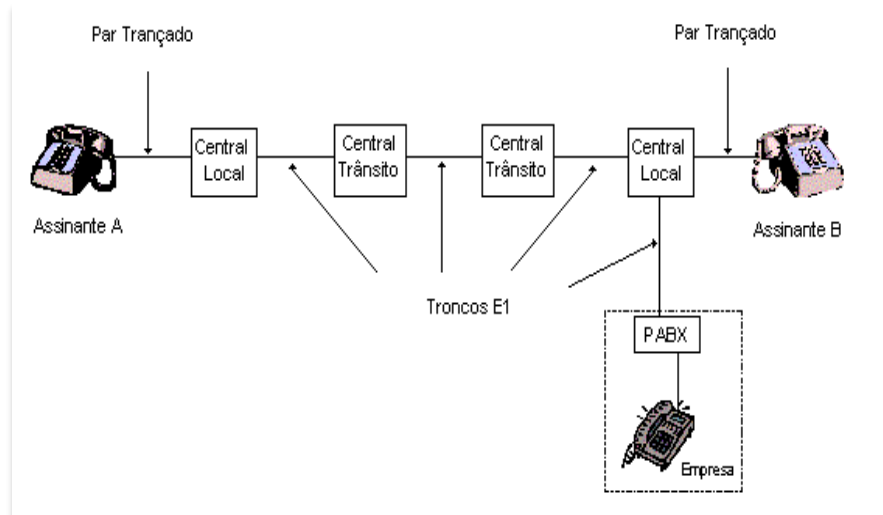 Par Trançado
Par Trançado
Central
Local
Central
Trânsito
Central
Trânsito
Central
Local
Assinante A
Assinante B
Troncos E1
PABX
Empresa